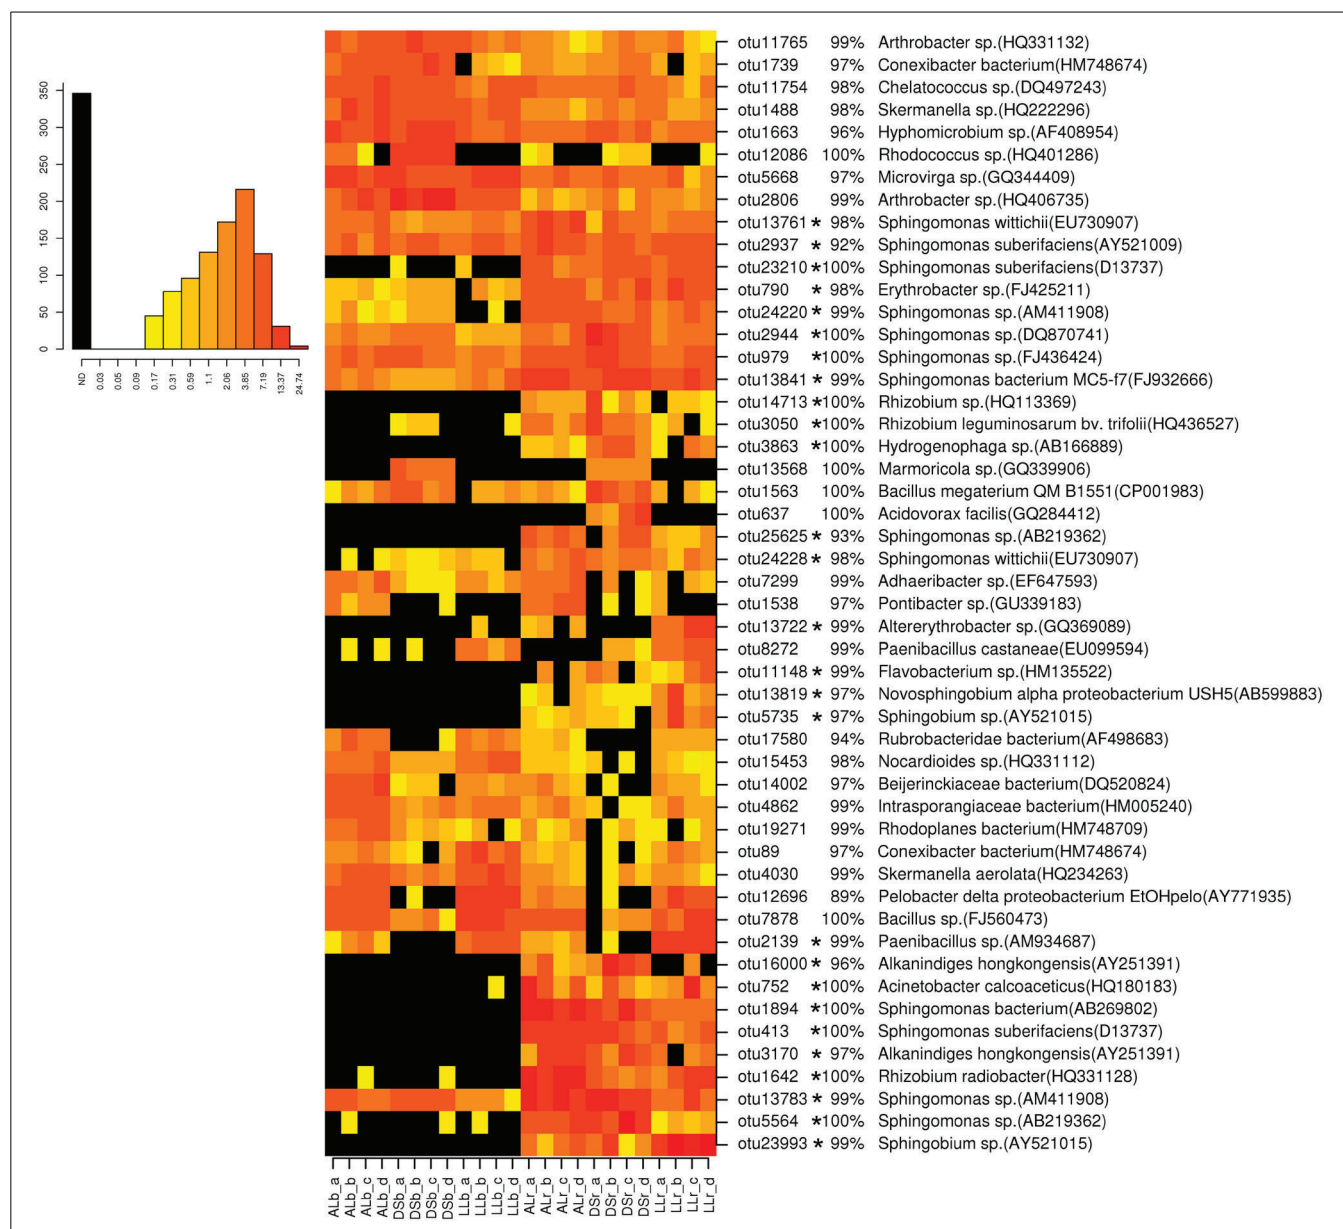 350
300
250
200
150
100
50
0
ND 0.03 0.05 0.09 0.17 0.31 0.59 1.1 2.06 3.85 7.19 13.37 24.74
otu11765 99% Arthrobacter sp.(HQ331132)
otu1739 97% Conexibacter bacterium(HM748674)
otu11754 98% Chelatococcus sp.(DQ497243)
otu1488 98% Skermanella sp.(HQ222296)
otu1663 96% Hyphomicrobium sp.(AF408954)
otu12086 100% Rhodococcus sp.(HQ401286)
otu5668 97% Microvirga sp.(GQ344409)
otu2806 99% Arthrobacter sp.(HQ406735)
otu13761 * 98% Sphingomonas wittichii(EU730907)
otu2937 * 92% Sphingomonas suberifaciens(AY521009)
otu23210 *100% Sphingomonas suberifaciens(D13737)
otu790 * 98% Erythrobacter sp.(FJ425211)
otu24220 * 99% Sphingomonas sp.(AM411908)
otu2944 *100% Sphingomonas sp.(DQ870741)
otu979 *100% Sphingomonas sp.(FJ436424)
otu13841 * 99% Sphingomonas bacterium MC5-f7(FJ932666)
otu14713 *100% Rhizobium sp.(HQ113369)
otu3050 *100% Rhizobium leguminosarum bv. trifolii(HQ436527)
otu3863 *100% Hydrogenophaga sp.(AB166889)
otu13568 100% Marmoricola sp.(GQ339906)
otu1563 100% Bacillus megaterium QM B1551(CP001983)
otu637 100% Acidovorax facilis(GQ284412)
otu25625 * 93% Sphingomonas sp.(AB219362)
otu24228 * 98% Sphingomonas wittichii(EU730907)
otu7299 99% Adhaeribacter sp.(EF647593)
otu1538 97% Pontibacter sp.(GU339183)
otu13722 * 99% Altererythrobacter sp.(GQ369089)
otu8272 99% Paenibacillus castaneae(EU099594)
otu11148 * 99% Flavobacterium sp.(HM135522)
otu13819 * 97% Novosphingobium alpha proteobacterium USH5(AB599883)
otu5735 * 97% Sphingobium sp.(AY521015)
otu17580 94% Rubrobacteridae bacterium(AF498683)
otu15453 98% Nocardioides sp.(HQ331112)
otu14002 97% Beijerinckiaceae bacterium(DQ520824)
otu4862 99% Intrasporangiaceae bacterium(HM005240)
otu19271 99% Rhodoplanes bacterium(HM748709)
otu89 97% Conexibacter bacterium(HM748674)
otu4030 99% Skermanella aerolata(HQ234263)
otu12696 89% Pelobacter delta proteobacterium EtOHpelo(AY771935)
otu7878 100% Bacillus sp.(FJ560473)
otu2139 * 99% Paenibacillus sp.(AM934687)
otu16000 * 96% Alkanindiges hongkongensis(AY251391)
otu752 *100% Acinetobacter calcoaceticus(HQ180183)
otu1894 *100% Sphingomonas bacterium(AB269802)
otu413 *100% Sphingomonas suberifaciens(D13737)
otu3170 * 97% Alkanindiges hongkongensis(AY251391)
otu1642 *100% Rhizobium radiobacter(HQ331128)
otu13783 * 99% Sphingomonas sp.(AM411908)
otu5564 *100% Sphingomonas sp.(AB219362)
otu23993 * 99% Sphingobium sp.(AY521015)
ALb_a ALb_b ALb_c ALb_d DSb_a DSb_b DSb_c DSb_d LLb_a LLb_b LLb_c LLb_d ALr_a ALr_b ALr_c ALr_d DSr_a DSr_b DSr_c DSr_d LLr_a LLr_b LLr_c LLr_d